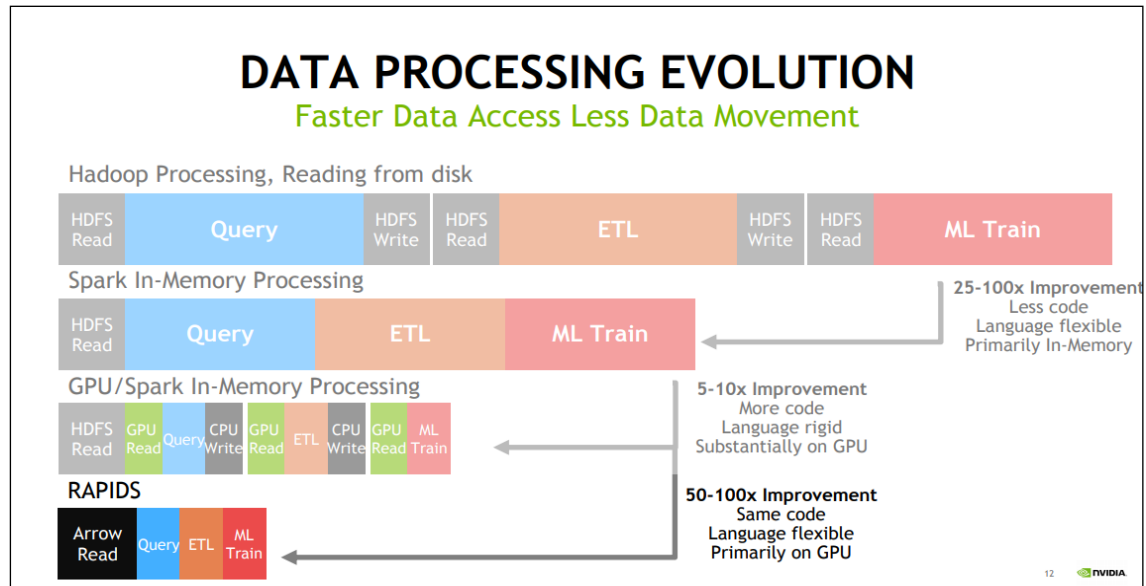 DATA PROCESSING EVOLUTION
Faster Data Access Less Data Movement
Hadoop Processing, Reading from disk
HDFS Read
Query
HDFS Write
HDFS Read
ETL
HDFS Write
HDFS Read
ML Train
Spark In-Memory Processing
25-100x Improvement
Less code
Language flexible
Primarily In-Memory
HDFS Read
Query
ETL
ML Train
GPU/Spark In-Memory Processing
5-10x Improvement
More code
Language rigid
Substantially on GPU
HDFS Read
GPU Read
Query
CPU Write
GPU Read
ETL
CPU Write
GPU Read
ML Train
RAPIDS
50-100x Improvement
Same code
Language flexible
Primarily on GPU
Arrow Read
Query
ETL
ML Train
12
NVIDIA.